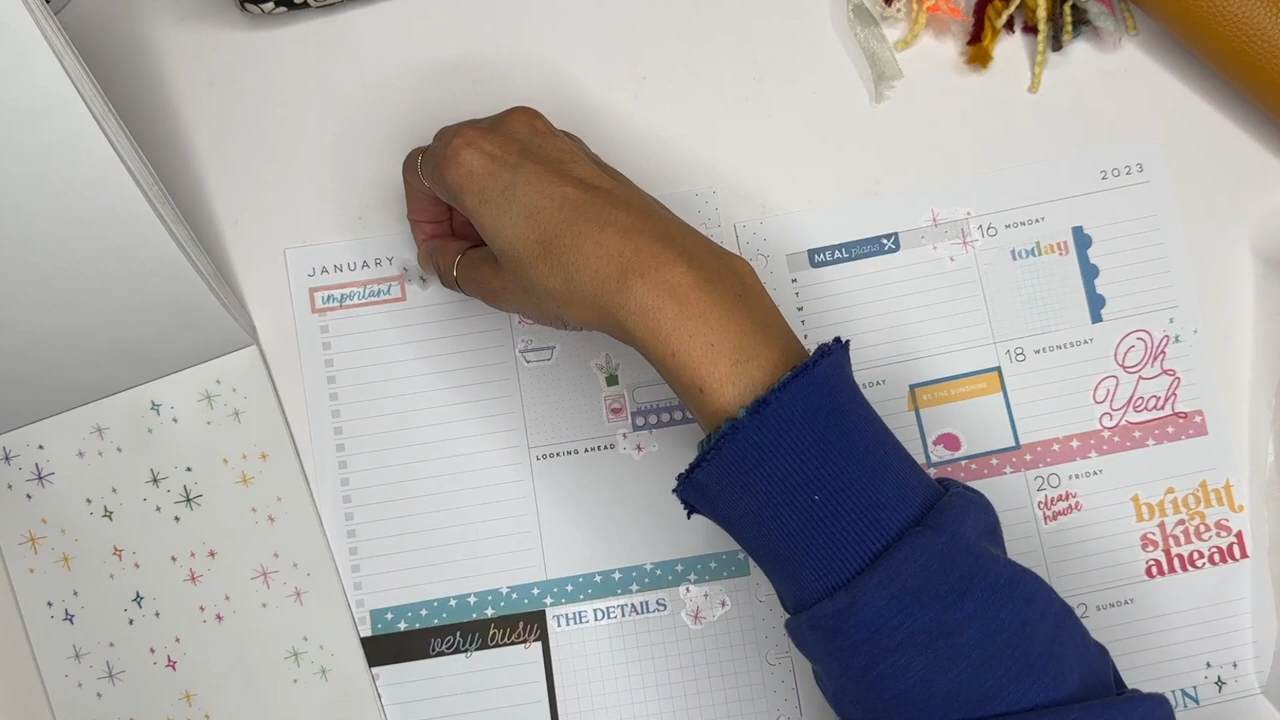 JANUARY
important
LOOKING AHEAD
very busy
THE DETAILS
2023
MEAL plans
M
T
W
T
F
16 MONDAY
today
BE THE SUNSHINE
18 WEDNESDAY
Oh
Yeah
20 FRIDAY
clean
house
bright
skies
ahead
SUNDAY